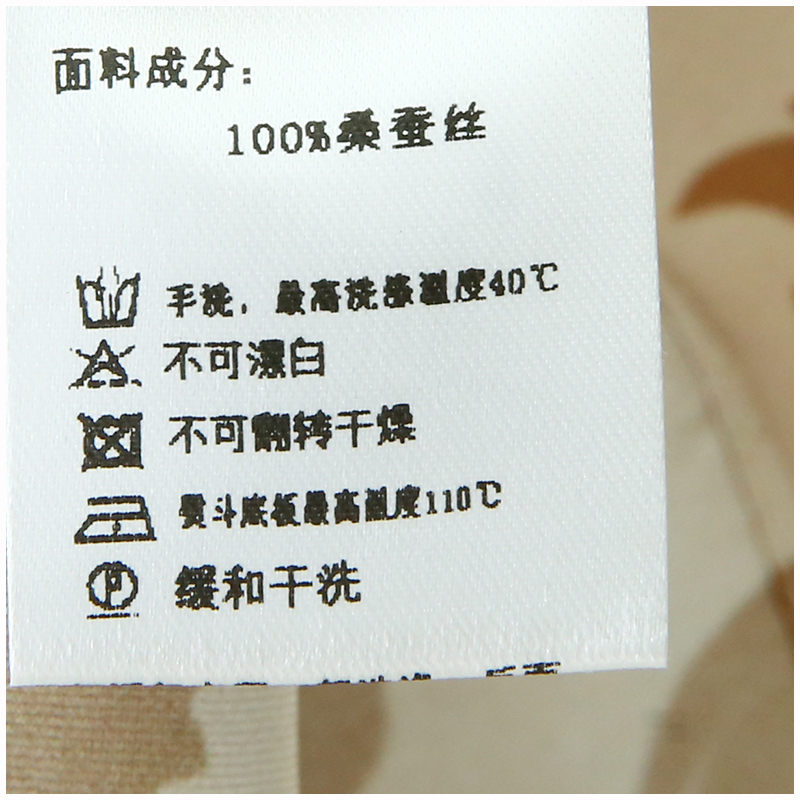 面料成分:
100%桑蚕丝
手洗,最高洗涤温度40℃
不可漂白
不可翻转干燥
熨斗底板最高温度110℃
缓和干洗